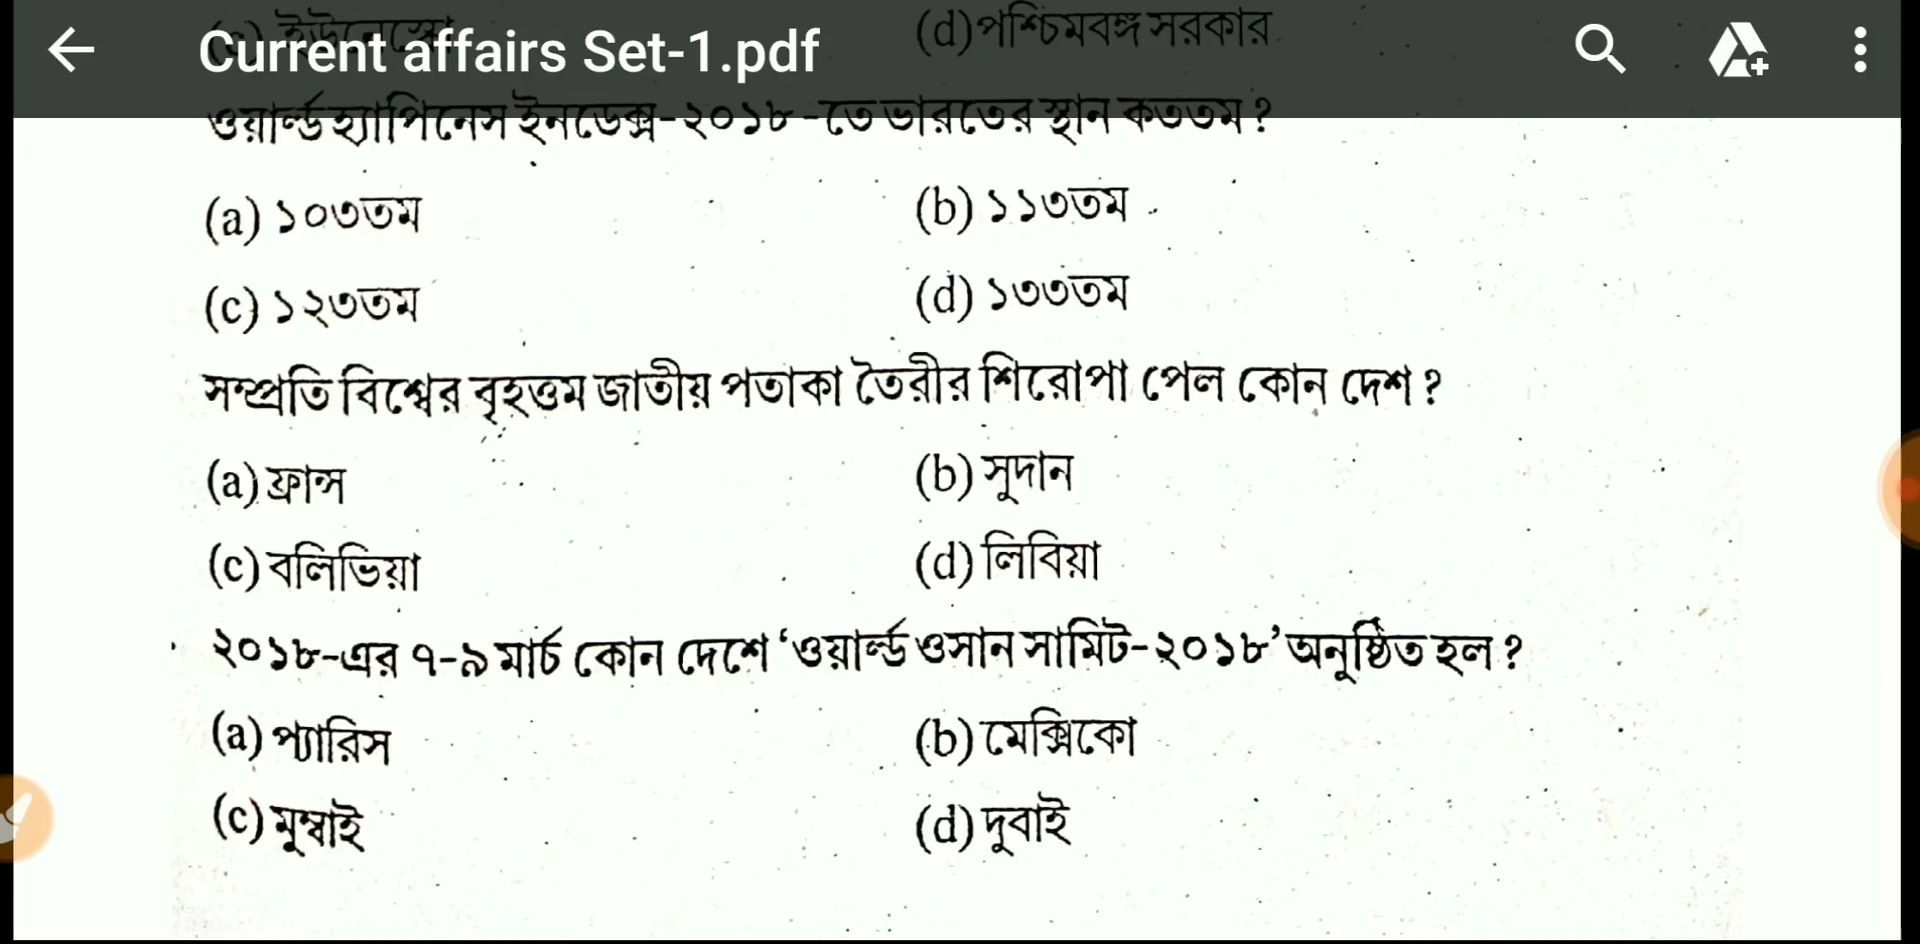 Current affairs Set-1.pdf
(c) ইউনেস্কো (d) পশ্চিমবঙ্গ সরকার
ওয়ার্ল্ড হ্যাপিনেস ইনডেক্স-২০১৮ -তে ভারতের স্থান কততম ?
(a) ১০৩তম (b) ১১৩তম
(c) ১২৩তম (d) ১৩৩তম
সম্প্রতি বিশ্বের বৃহত্তম জাতীয় পতাকা তৈরীর শিরোপা পেল কোন দেশ ?
(a) ফ্রান্স (b) সুদান
(c) বলিভিয়া (d) লিবিয়া
২০১৮-এর ৭-৯ মার্চ কোন দেশে ‘ওয়ার্ল্ড ওসান সামিট-২০১৮’ অনুষ্ঠিত হল ?
(a) প্যারিস (b) মেক্সিকো
(c) মুম্বাই (d) দুবাই